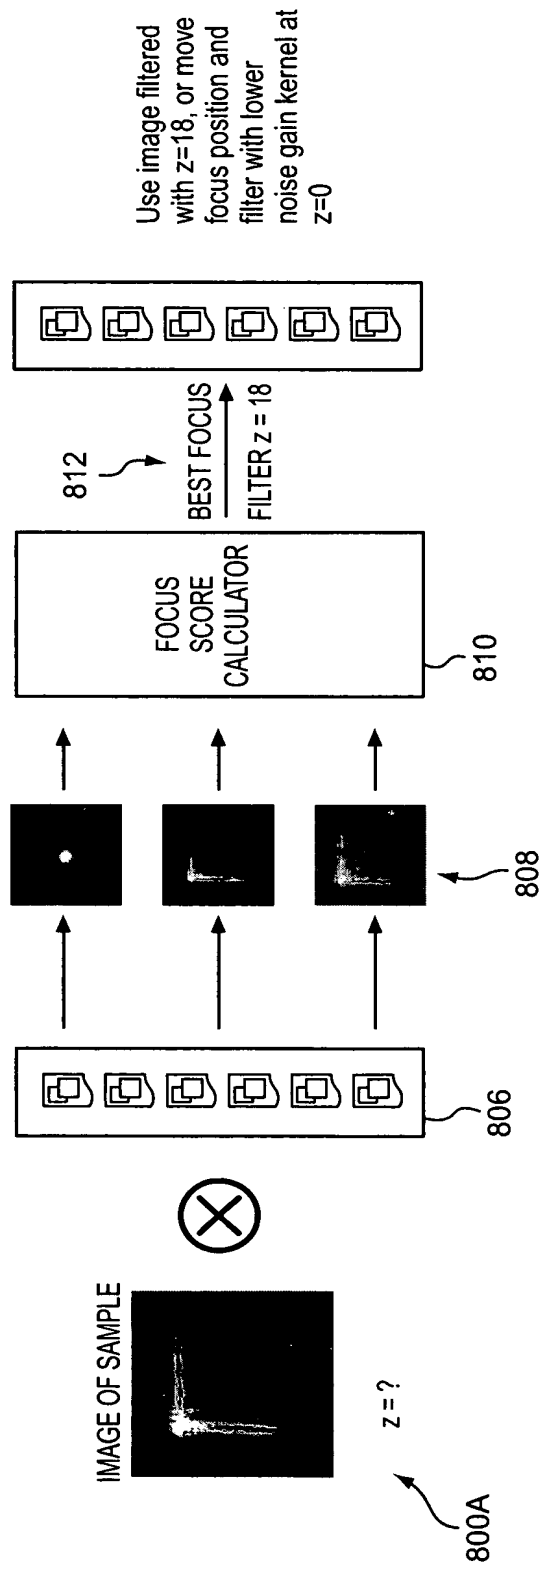 IMAGE OF SAMPLE
z = ?
800A
806
808
FOCUS
SCORE
CALCULATOR
810
812
BEST FOCUS
FILTER z = 18
Use image filtered
with z=18, or move
focus position and
filter with lower
noise gain kernel at
z=0